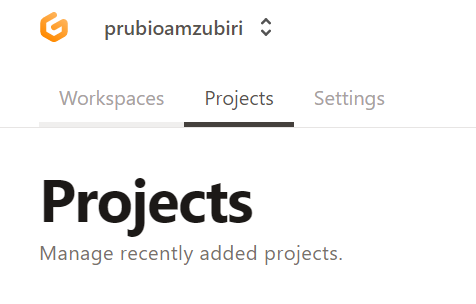 prubioamzubiri
Workspaces Projects Settings
Projects
Manage recently added projects.